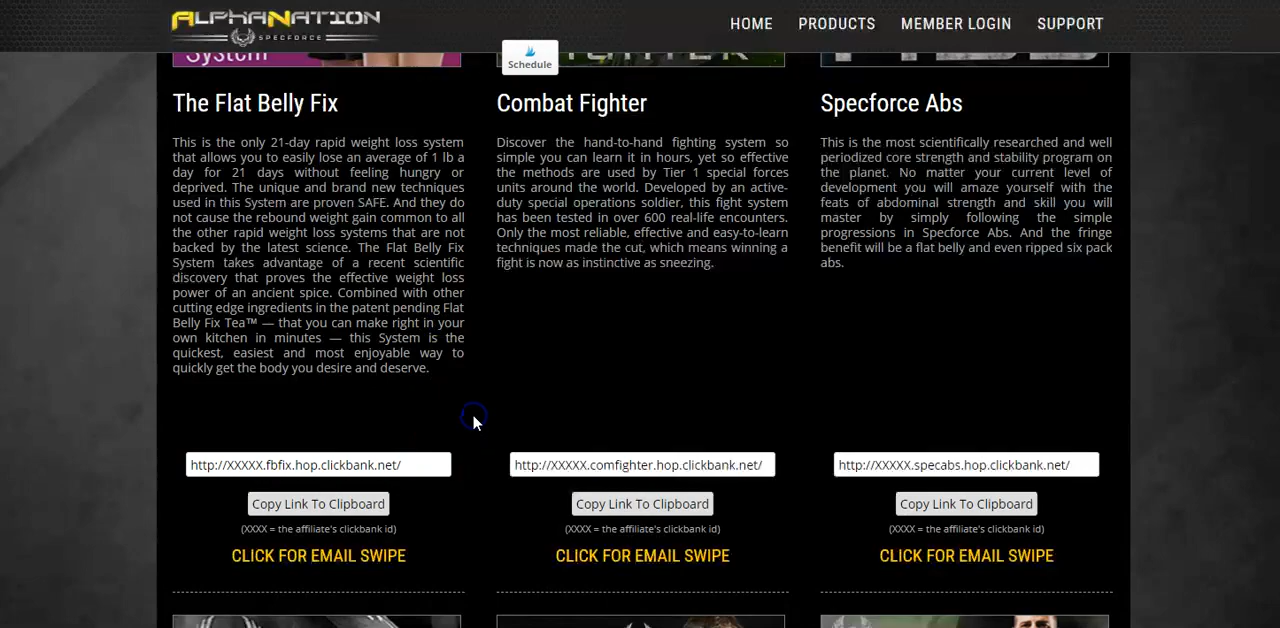 ALPHANATION
SPECFORCE
HOME PRODUCTS MEMBER LOGIN SUPPORT
Schedule
System
The Flat Belly Fix
This is the only 21-day rapid weight loss system
that allows you to easily lose an average of 1 lb a
day for 21 days without feeling hungry or
deprived. The unique and brand new techniques
used in this System are proven SAFE. And they do
not cause the rebound weight gain common to all
the other rapid weight loss systems that are not
backed by the latest science. The Flat Belly Fix
System takes advantage of a recent scientific
discovery that proves the effective weight loss
power of an ancient spice. Combined with other
cutting edge ingredients in the patent pending Flat
Belly Fix Tea™ — that you can make right in your
own kitchen in minutes — this System is the
quickest, easiest and most enjoyable way to
quickly get the body you desire and deserve.
http://XXXXX.fbfix.hop.clickbank.net/
Copy Link To Clipboard
(XXXX = the affiliate's clickbank id)
CLICK FOR EMAIL SWIPE
Combat Fighter
Discover the hand-to-hand fighting system so
simple you can learn it in hours, yet so effective
the methods are used by Tier 1 special forces
units around the world. Developed by an active-
duty special operations soldier, this fight system
has been tested in over 600 real-life encounters.
Only the most reliable, effective and easy-to-learn
techniques made the cut, which means winning a
fight is now as instinctive as sneezing.
http://XXXXX.comfighter.hop.clickbank.net/
Copy Link To Clipboard
(XXXX = the affiliate's clickbank id)
CLICK FOR EMAIL SWIPE
Specforce Abs
This is the most scientifically researched and well
periodized core strength and stability program on
the planet. No matter your current level of
development you will amaze yourself with the
feats of abdominal strength and skill you will
master by simply following the simple
progressions in Specforce Abs. And the fringe
benefit will be a flat belly and even ripped six pack
abs.
http://XXXXX.specabs.hop.clickbank.net/
Copy Link To Clipboard
(XXXX = the affiliate's clickbank id)
CLICK FOR EMAIL SWIPE